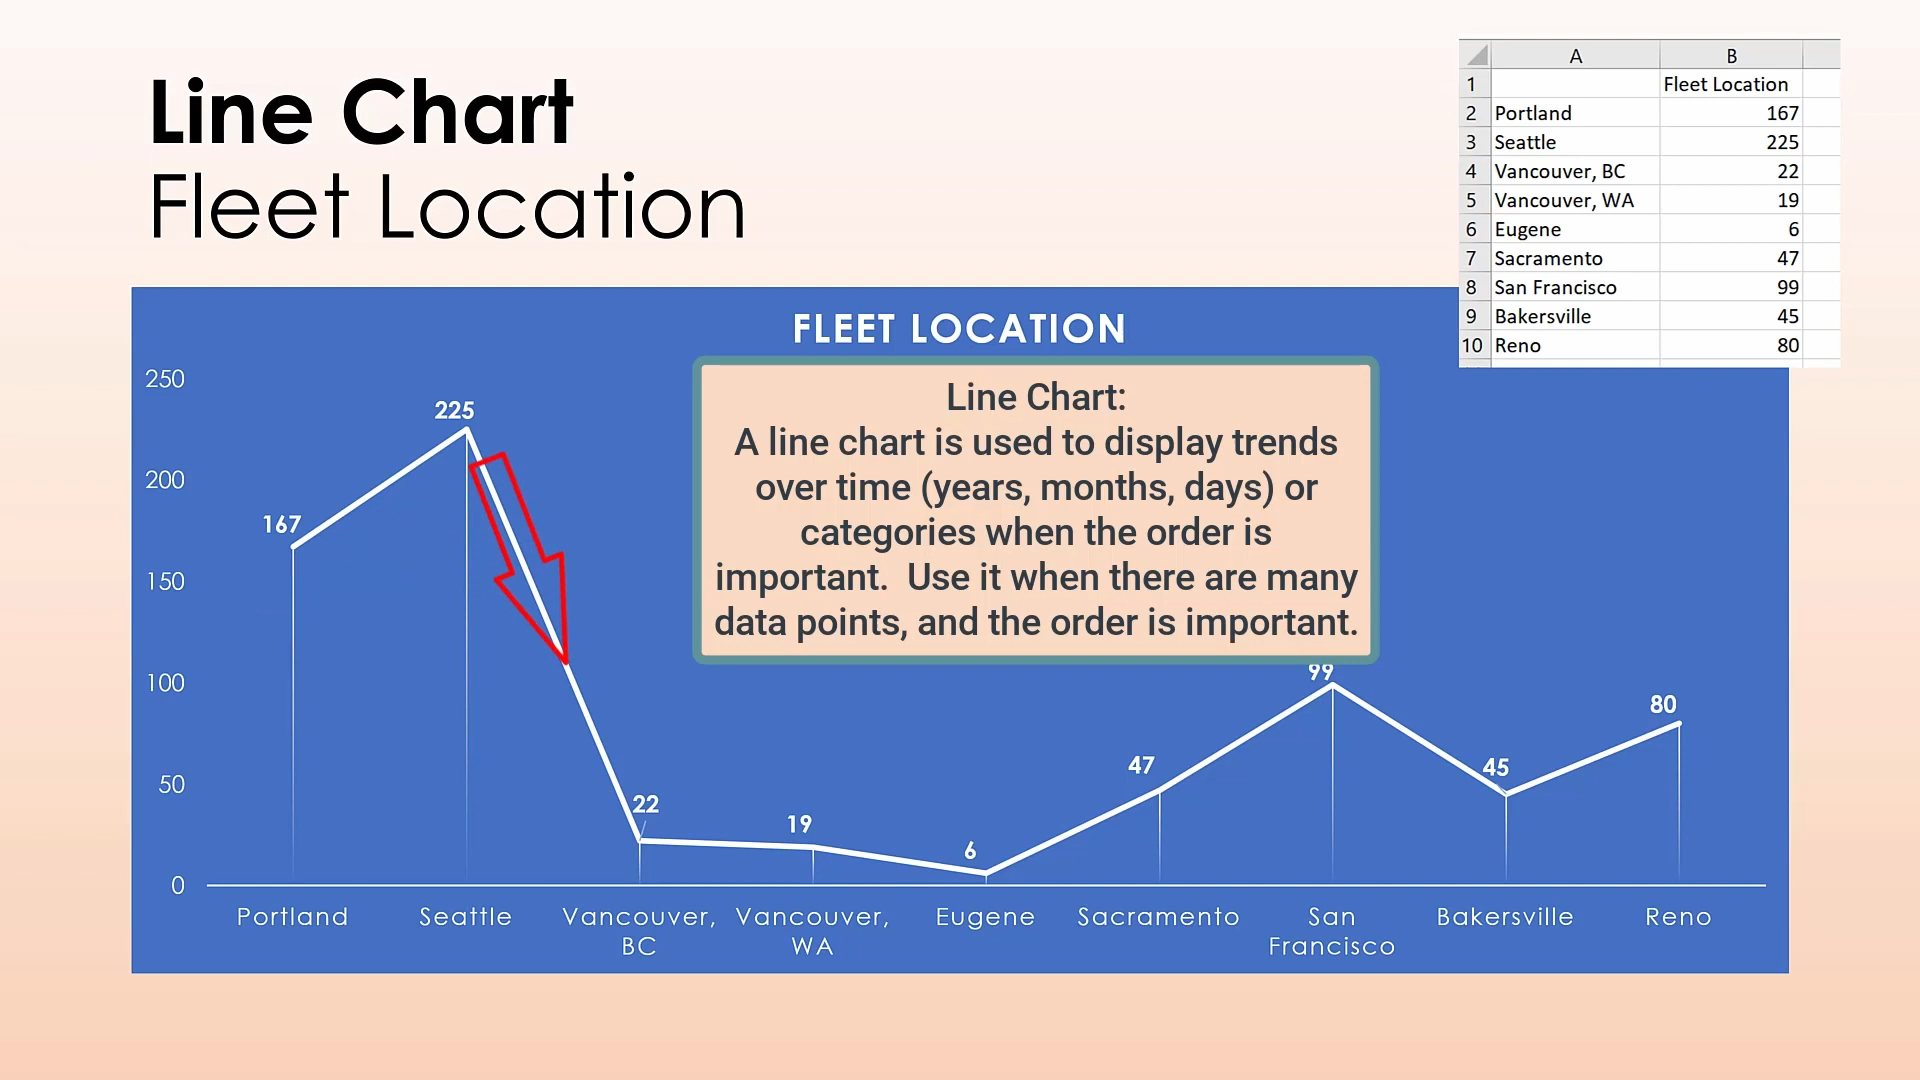 Line Chart
Fleet Location
A B
1 Fleet Location
2 Portland 167
3 Seattle 225
4 Vancouver, BC 22
5 Vancouver, WA 19
6 Eugene 6
7 Sacramento 47
8 San Francisco 99
9 Bakersville 45
10 Reno 80
FLEET LOCATION
Line Chart:
A line chart is used to display trends
over time (years, months, days) or
categories when the order is
important.  Use it when there are many
data points, and the order is important.
250
200
150
100
50
0
167
225
22
19
6
47
99
45
80
Portland
Seattle
Vancouver,
BC
Vancouver,
WA
Eugene
Sacramento
San
Francisco
Bakersville
Reno